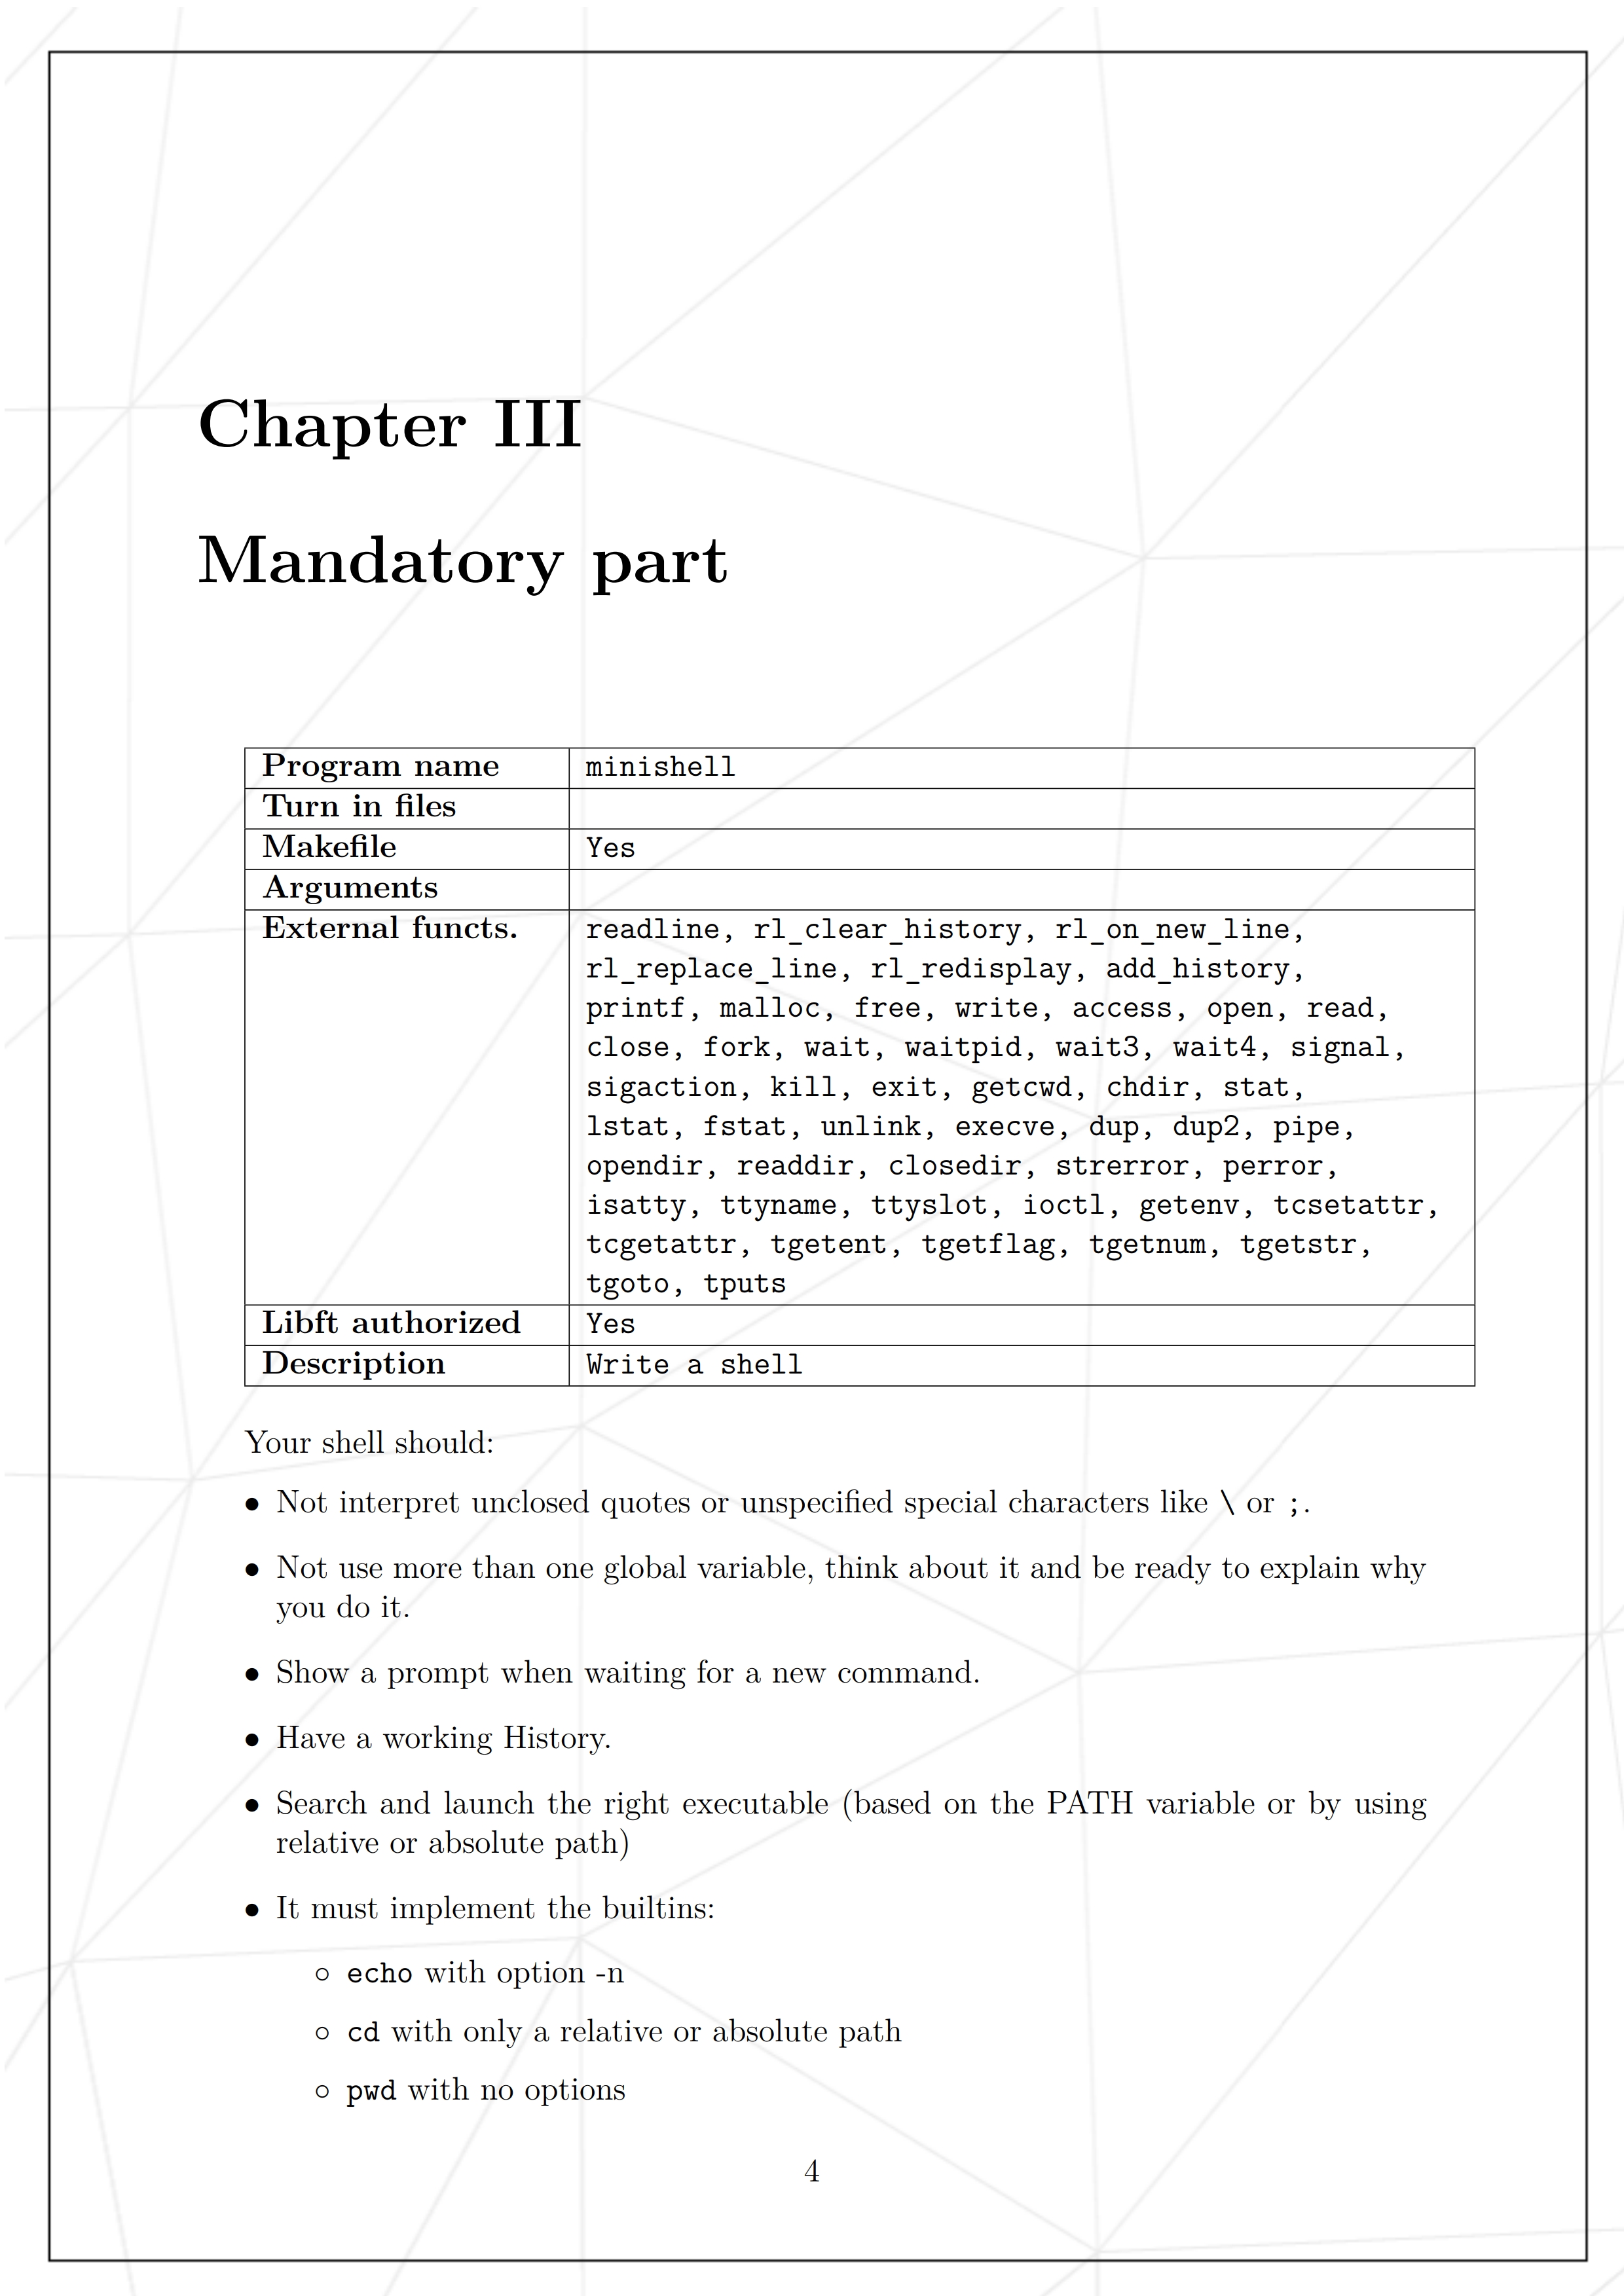 Chapter III
Mandatory part
Program name minishell
Turn in files
Makefile Yes
Arguments
External functs. readline, rl_clear_history, rl_on_new_line,
rl_replace_line, rl_redisplay, add_history,
printf, malloc, free, write, access, open, read,
close, fork, wait, waitpid, wait3, wait4, signal,
sigaction, kill, exit, getcwd, chdir, stat,
lstat, fstat, unlink, execve, dup, dup2, pipe,
opendir, readdir, closedir, strerror, perror,
isatty, ttyname, ttyslot, ioctl, getenv, tcsetattr,
tcgetattr, tgetent, tgetflag, tgetnum, tgetstr,
tgoto, tputs
Libft authorized Yes
Description Write a shell
Your shell should:
• Not interpret unclosed quotes or unspecified special characters like \ or ;.
• Not use more than one global variable, think about it and be ready to explain why
you do it.
• Show a prompt when waiting for a new command.
• Have a working History.
• Search and launch the right executable (based on the PATH variable or by using
relative or absolute path)
• It must implement the builtins:
◦ echo with option -n
◦ cd with only a relative or absolute path
◦ pwd with no options
4